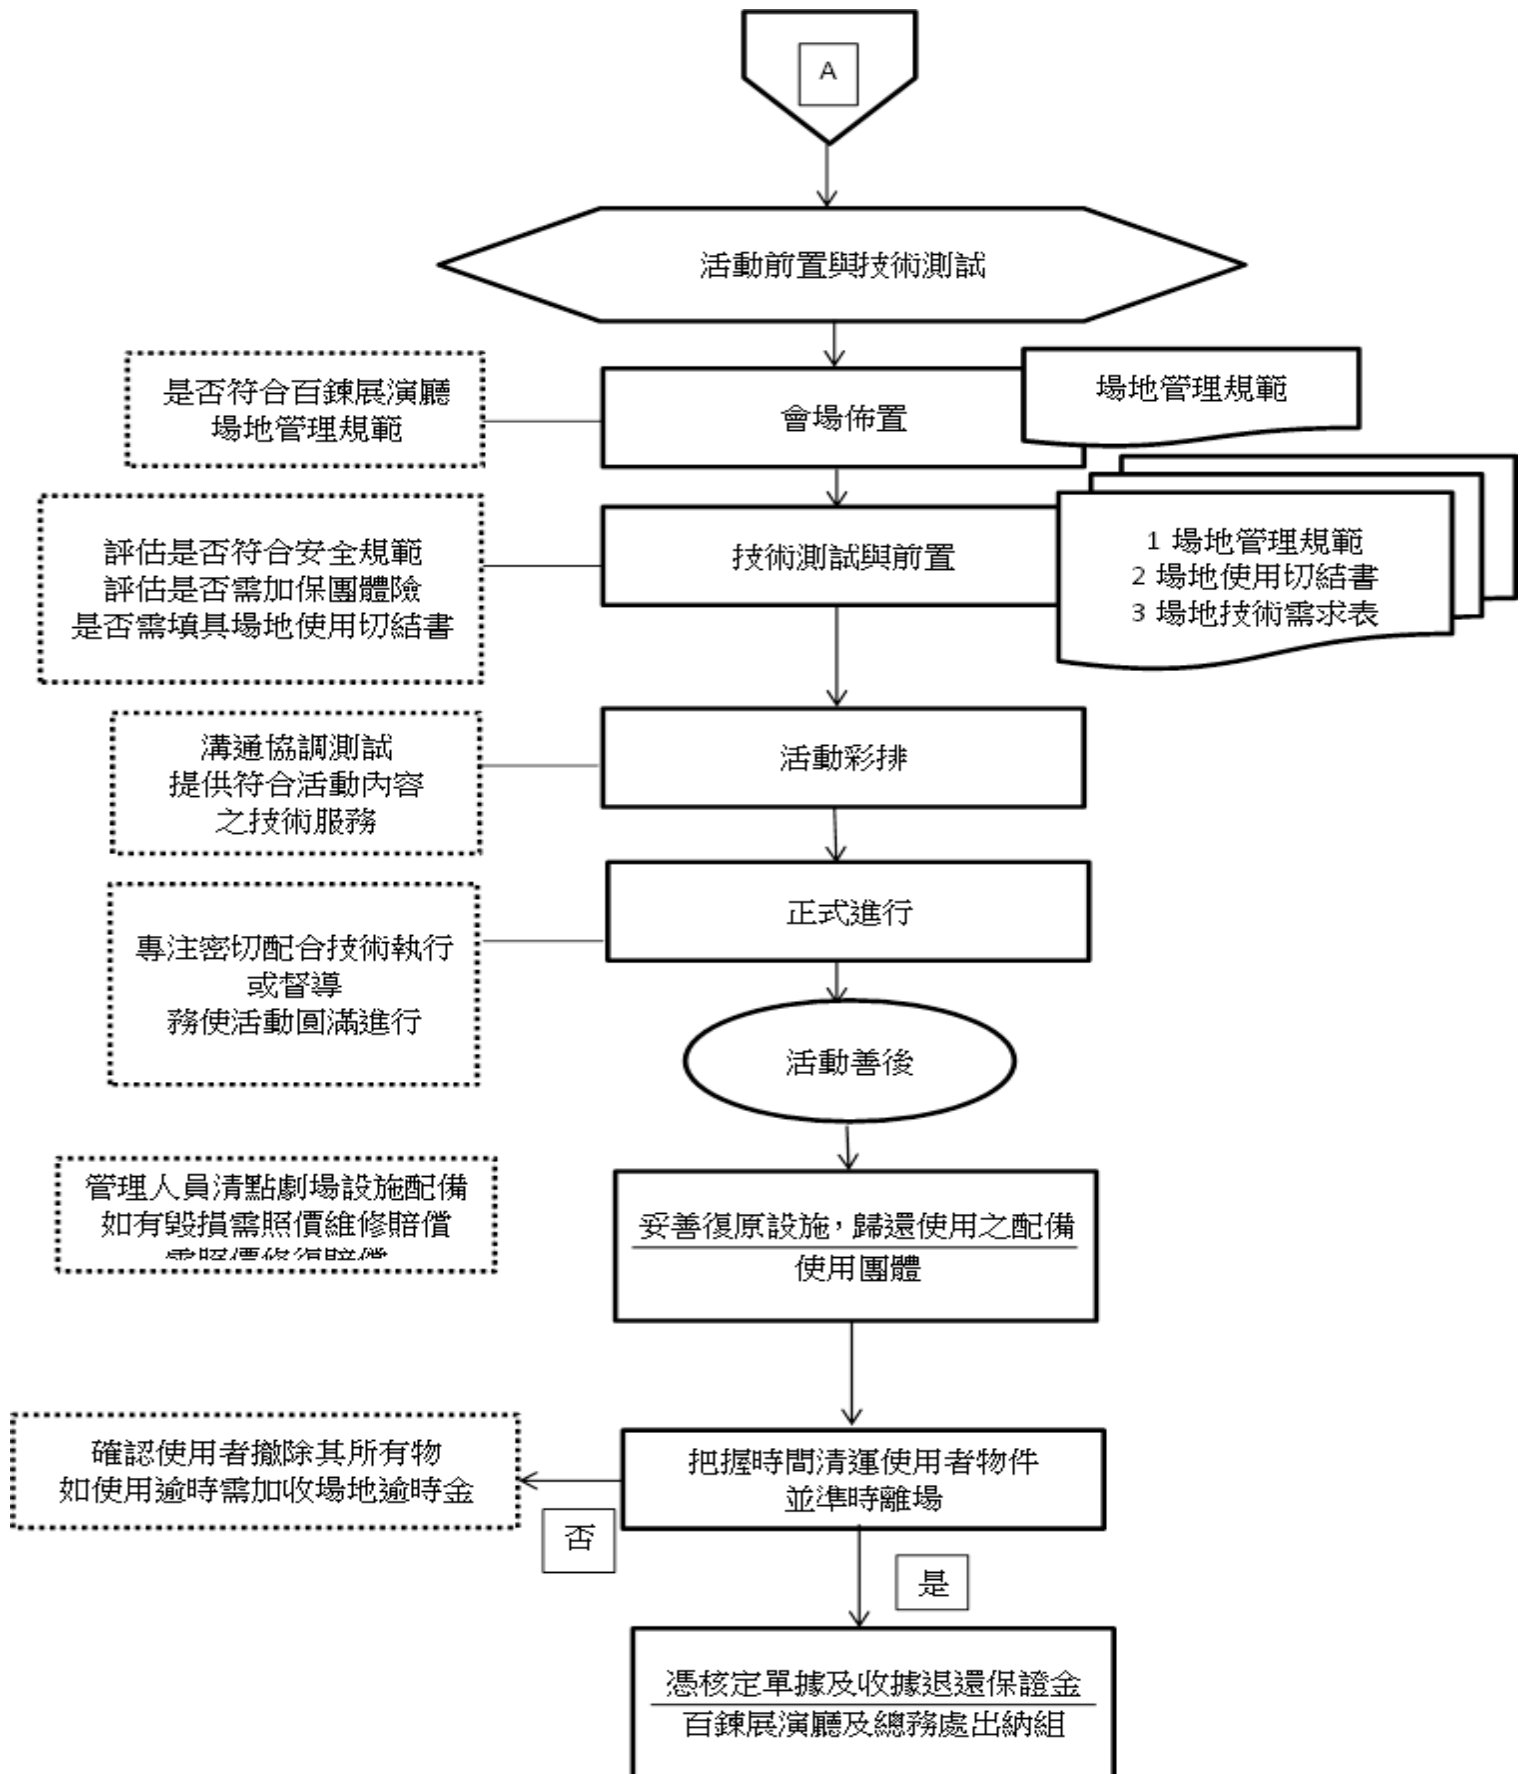 A
活動前置與技術測試
是否符合百鍊展演廳
場地管理規範
會場佈置
場地管理規範
評估是否符合安全規範
評估是否需加保團體險
是否需填具場地使用切結書
技術測試與前置
1 場地管理規範
2 場地使用切結書
3 場地技術需求表
溝通協調測試
提供符合活動內容
之技術服務
活動彩排
專注密切配合技術執行
或督導
務使活動圓滿進行
正式進行
活動善後
管理人員清點劇場設施配備
如有毀損需照價維修賠償
需照價修復賠償
妥善復原設施，歸還使用之配備
使用團體
確認使用者撤除其所有物
如使用逾時需加收場地逾時金
把握時間清運使用者物件
並準時離場
否
是
憑核定單據及收據退還保證金
百鍊展演廳及總務處出納組